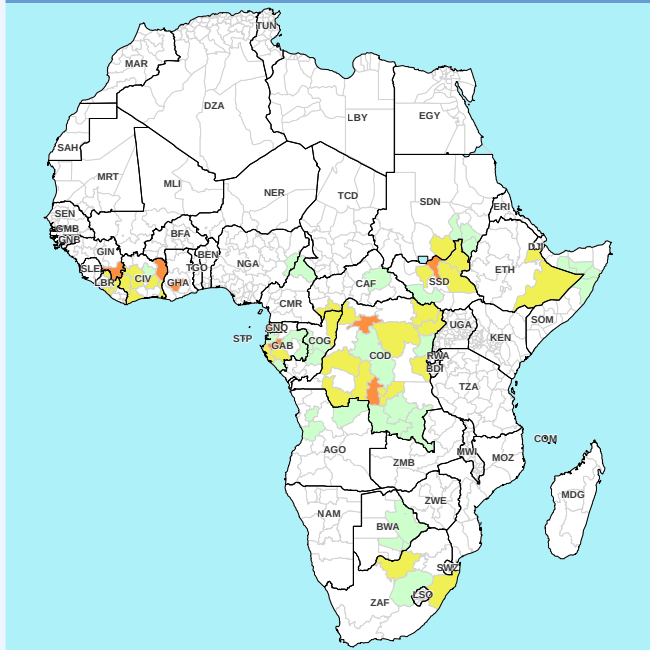 TUN
MAR
DZA
LBY
EGY
SAH
MRT
MLI
NER
TCD
SDN
ERI
SEN
GMB
GNB
BFA
GIN
BEN
DJI
SLE
LBR
CIV
GHA
TGO
NGA
ETH
CAF
SSD
CMR
SOM
GNQ
STP
GAB
COG
COD
UGA
KEN
RWA
BDI
TZA
COM
AGO
ZMB
MWI
MOZ
MDG
NAM
ZWE
BWA
SWZ
LSO
ZAF